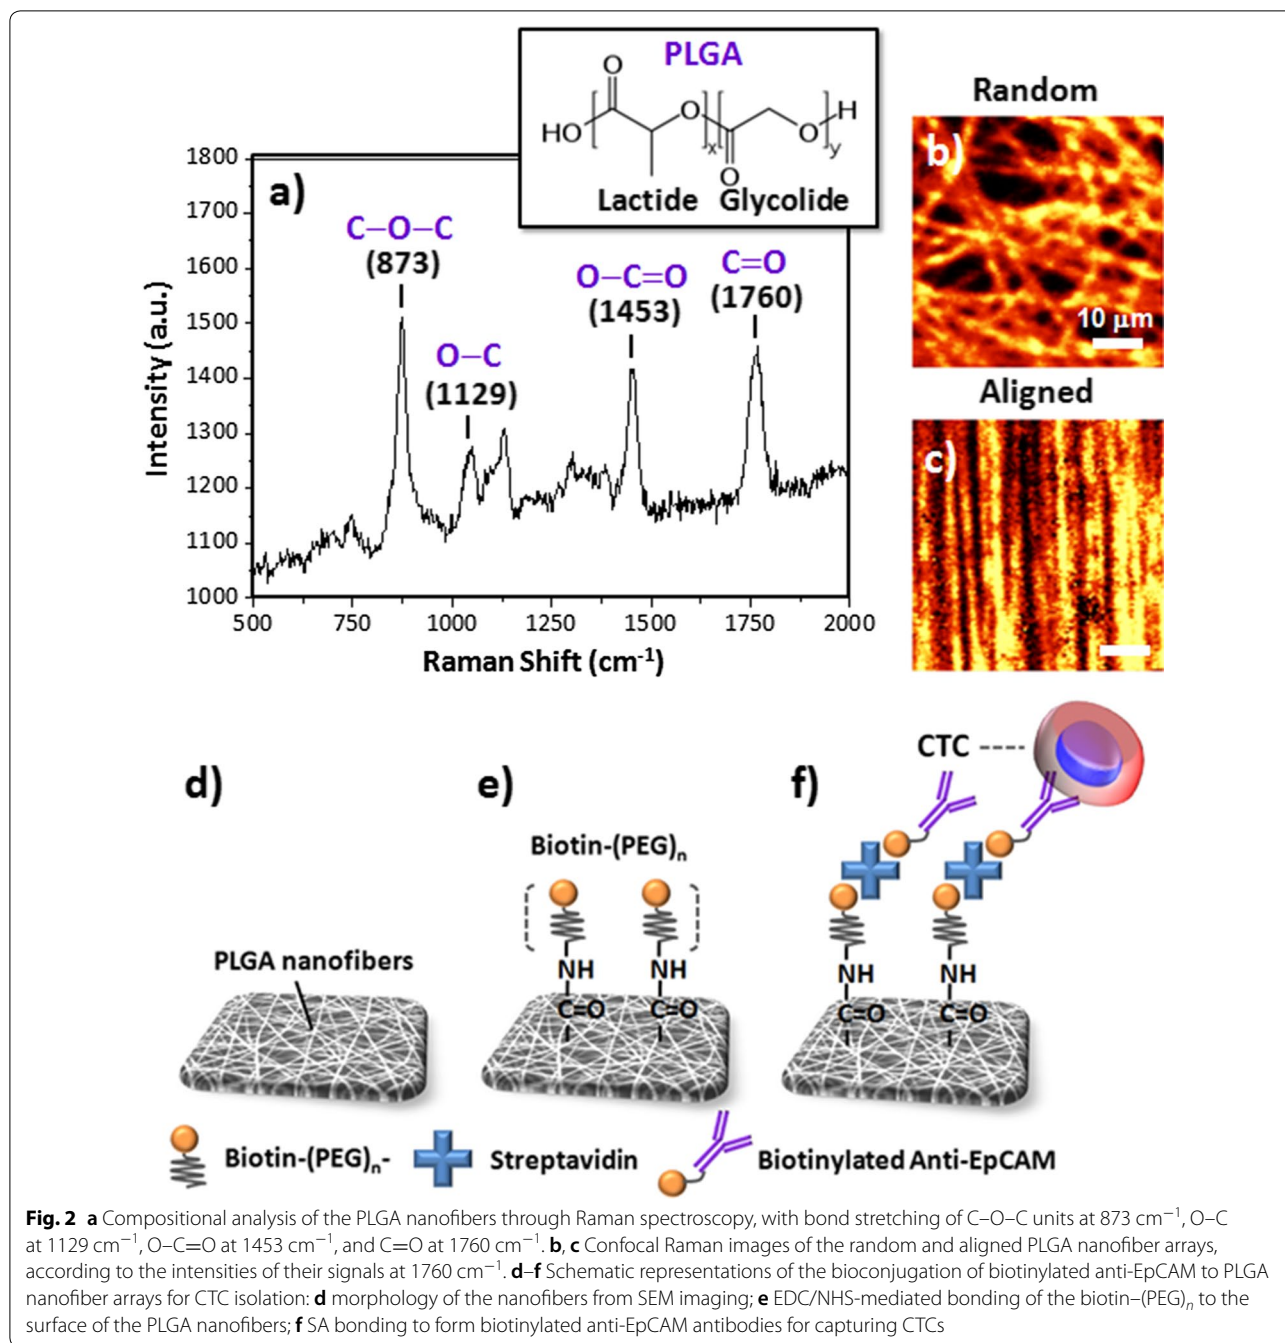 PLGA
HO
O
O
x
O
O
H
y
Lactide Glycolide
Random
b)
10 μm
Aligned
c)
a)
1800
1700
1600
1500
1400
1300
1200
1100
1000
Intensity (a.u.)
C–O–C
(873)
O–C
(1129)
O–C=O
(1453)
C=O
(1760)
500 750 1000 1250 1500 1750 2000
Raman Shift (cm-1)
d)
PLGA nanofibers
e)
Biotin-(PEG)n
NH NH
C=O C=O
f)
CTC
NH NH
C=O C=O
Biotin-(PEG)n-
Streptavidin
Biotinylated Anti-EpCAM
Fig. 2 a Compositional analysis of the PLGA nanofibers through Raman spectroscopy, with bond stretching of C–O–C units at 873 cm−1, O–C
at 1129 cm−1, O–C=O at 1453 cm−1, and C=O at 1760 cm−1. b, c Confocal Raman images of the random and aligned PLGA nanofiber arrays,
according to the intensities of their signals at 1760 cm−1. d–f Schematic representations of the bioconjugation of biotinylated anti-EpCAM to PLGA
nanofiber arrays for CTC isolation: d morphology of the nanofibers from SEM imaging; e EDC/NHS-mediated bonding of the biotin–(PEG)n to the
surface of the PLGA nanofibers; f SA bonding to form biotinylated anti-EpCAM antibodies for capturing CTCs